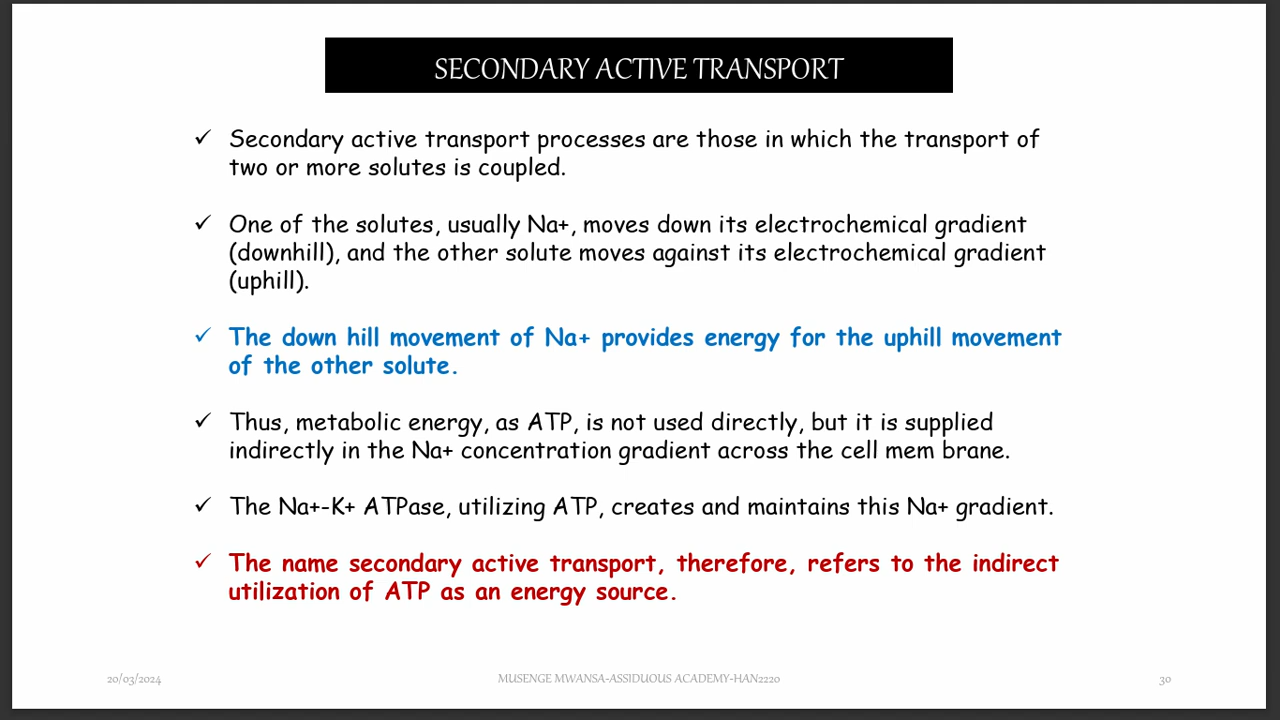 SECONDARY ACTIVE TRANSPORT
✓ Secondary active transport processes are those in which the transport of
two or more solutes is coupled.
✓ One of the solutes, usually Na+, moves down its electrochemical gradient
(downhill), and the other solute moves against its electrochemical gradient
(uphill).
✓ The down hill movement of Na+ provides energy for the uphill movement
of the other solute.
✓ Thus, metabolic energy, as ATP, is not used directly, but it is supplied
indirectly in the Na+ concentration gradient across the cell mem brane.
✓ The Na+-K+ ATPase, utilizing ATP, creates and maintains this Na+ gradient.
✓ The name secondary active transport, therefore, refers to the indirect
utilization of ATP as an energy source.
20/03/2024 MUSENGE MWANSA-ASSIDUOUS ACADEMY-HAN2220 30